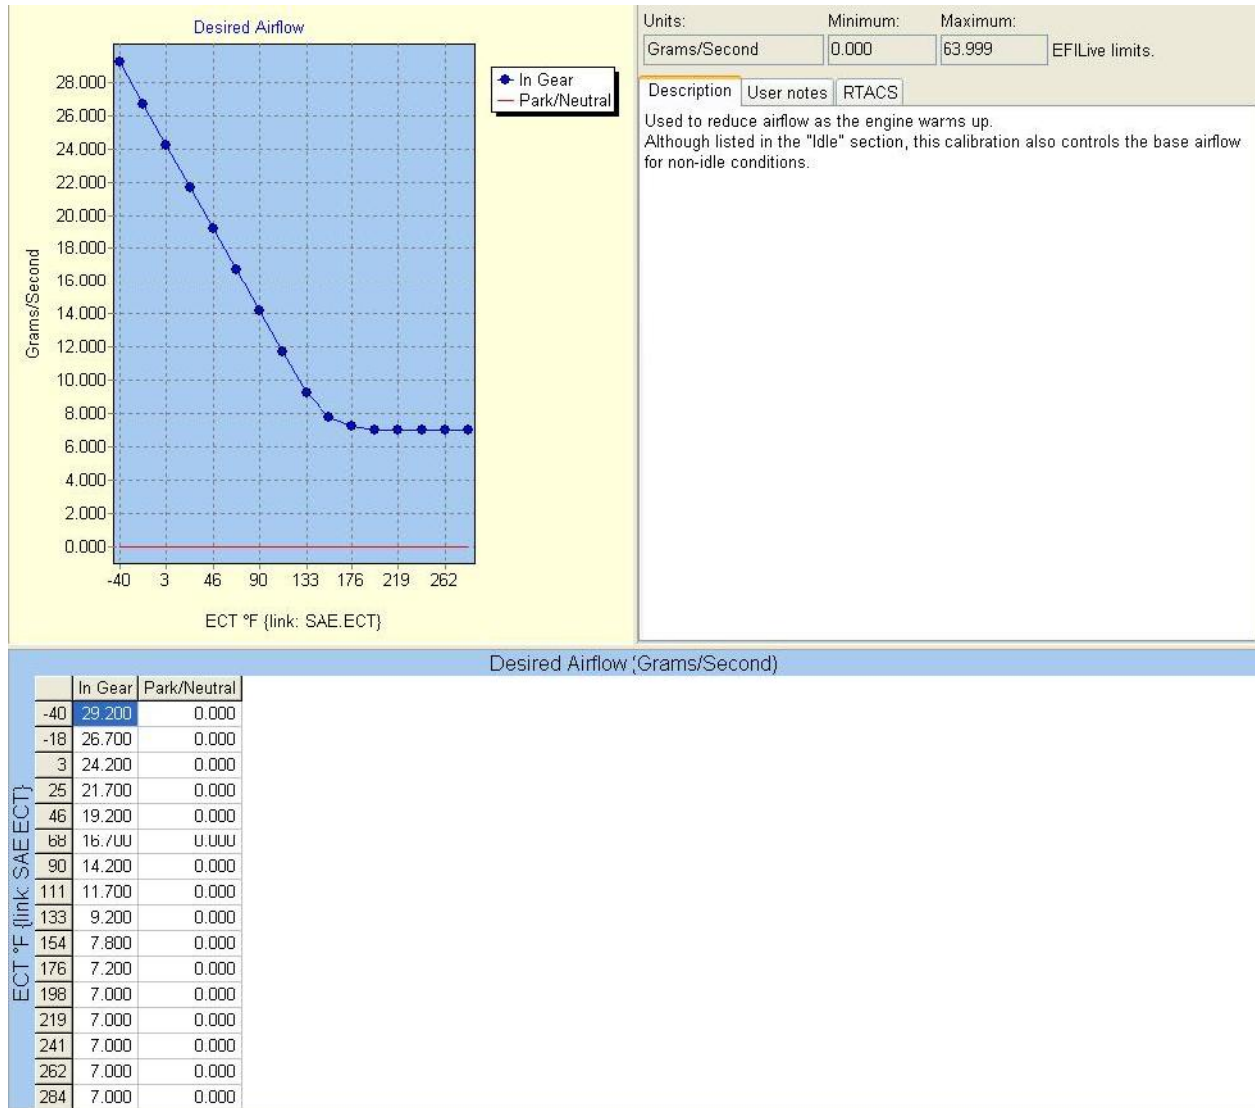 Desired Airflow
28.000
26.000
24.000
22.000
20.000
18.000
16.000
14.000
12.000
10.000
8.000
6.000
4.000
2.000
0.000
Grams/Second
-40 3 46 90 133 176 219 262
ECT °F {link: SAE.ECT}
In Gear
Park/Neutral
Units: Minimum: Maximum:
Grams/Second 0.000 63.999 EFILive limits.
Description User notes RTACS
Used to reduce airflow as the engine warms up.
Although listed in the "Idle" section, this calibration also controls the base airflow
for non-idle conditions.
Desired Airflow (Grams/Second)
ECT °F {link: SAE.ECT}
In Gear Park/Neutral
-40 29.200 0.000
-18 26.700 0.000
3 24.200 0.000
25 21.700 0.000
46 19.200 0.000
68 16.700 0.000
90 14.200 0.000
111 11.700 0.000
133 9.200 0.000
154 7.800 0.000
176 7.200 0.000
198 7.000 0.000
219 7.000 0.000
241 7.000 0.000
262 7.000 0.000
284 7.000 0.000